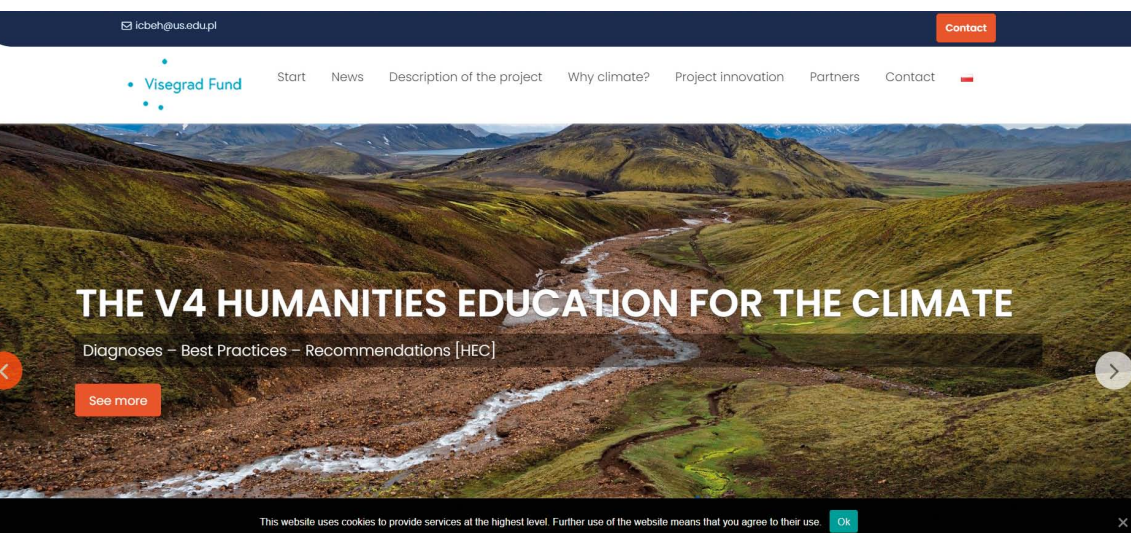 icbeh@us.edu.pl
Contact
Visegrad Fund
Start News Description of the project Why climate? Project innovation Partners Contact
THE V4 HUMANITIES EDUCATION FOR THE CLIMATE
Diagnoses – Best Practices – Recommendations [HEC]
See more
This website uses cookies to provide services at the highest level. Further use of the website means that you agree to their use. Ok